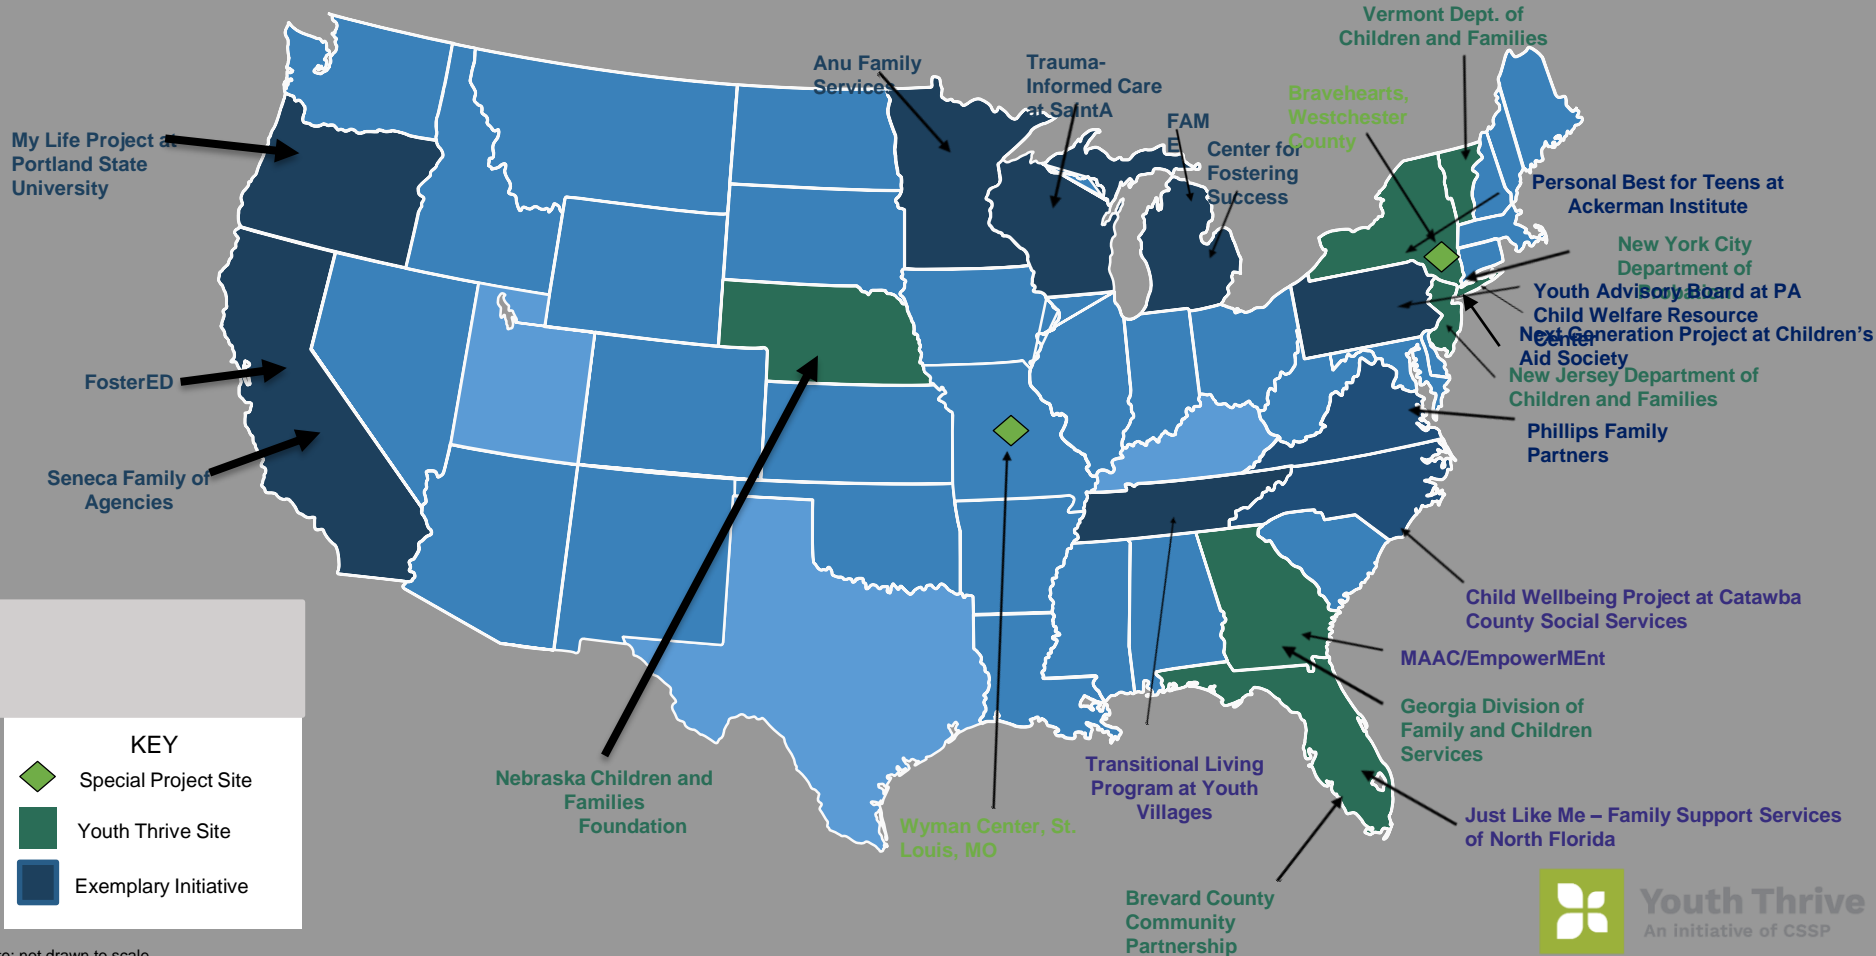 Vermont Dept. of
Children and Families
Anu Family
Services
Trauma-
Informed Care
at SaintA
Bravehearts,
Westchester
County
FAM
E
Center for
Fostering
Success
My Life Project at
Portland State
University
Personal Best for Teens at
Ackerman Institute
New York City
Department of
Probation
Youth Advisory Board at PA
Child Welfare Resource
Center
Next Generation Project at Children's
Aid Society
New Jersey Department of
Children and Families
FosterED
Phillips Family
Partners
Seneca Family of
Agencies
Child Wellbeing Project at Catawba
County Social Services
MAAC/EmpowerMEnt
Georgia Division of
Family and Children
Services
Nebraska Children and
Families
Foundation
Transitional Living
Program at Youth
Villages
Wyman Center, St.
Louis, MO
Just Like Me – Family Support Services
of North Florida
Brevard County
Community
Partnership
KEY
Special Project Site
Youth Thrive Site
Exemplary Initiative
not drawn to scale
Youth Thrive
An initiative of CSSP